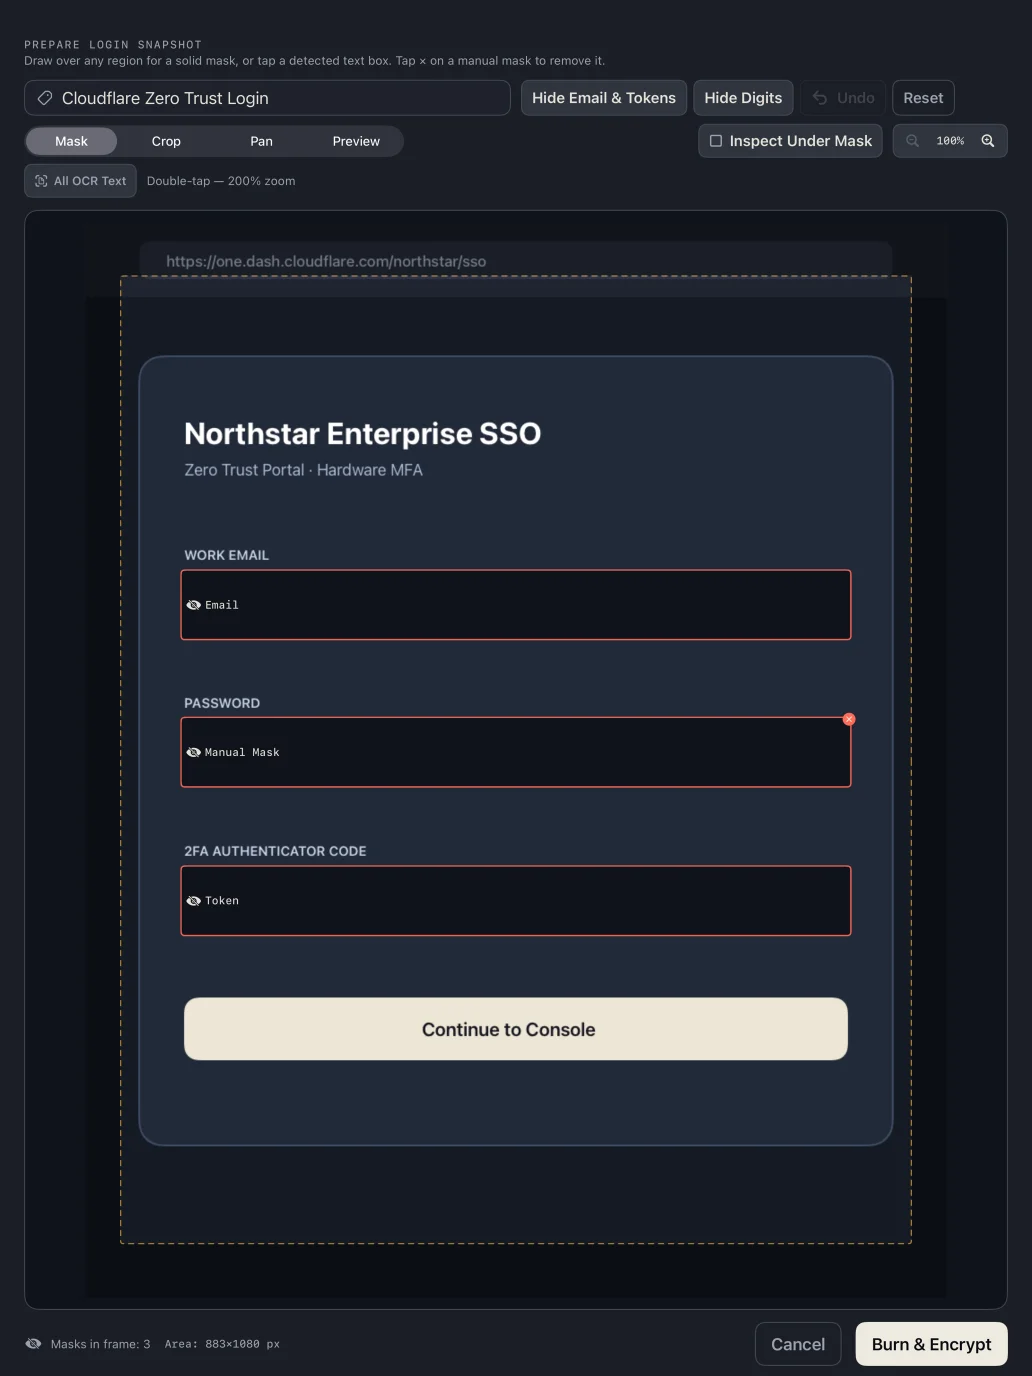 PREPARE LOGIN SNAPSHOT
Draw over any region for a solid mask, or tap a detected text box. Tap × on a manual mask to remove it.
Cloudflare Zero Trust Login
Hide Email & Tokens
Hide Digits
Undo
Reset
Mask
Crop
Pan
Preview
Inspect Under Mask
100%
All OCR Text
Double-tap — 200% zoom
https://one.dash.cloudflare.com/northstar/sso
Northstar Enterprise SSO
Zero Trust Portal · Hardware MFA
WORK EMAIL
Email
PASSWORD
Manual Mask
2FA AUTHENTICATOR CODE
Token
Continue to Console
Masks in frame: 3
Area: 883×1080 px
Cancel
Burn & Encrypt